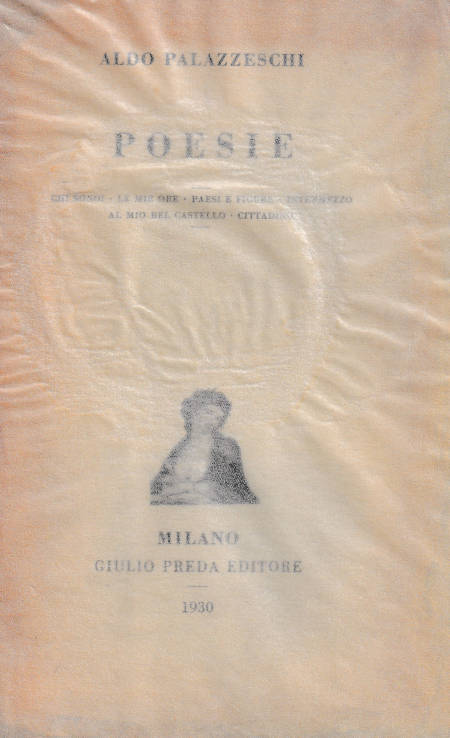 ALDO PALAZZESCHI
POESIE
CHI SONO? · LE MIE ORE · PAESI E FIGURE · INTERMEZZO
AL MIO BEL CASTELLO · CITTADINO
MILANO
GIULIO PREDA EDITORE
1930